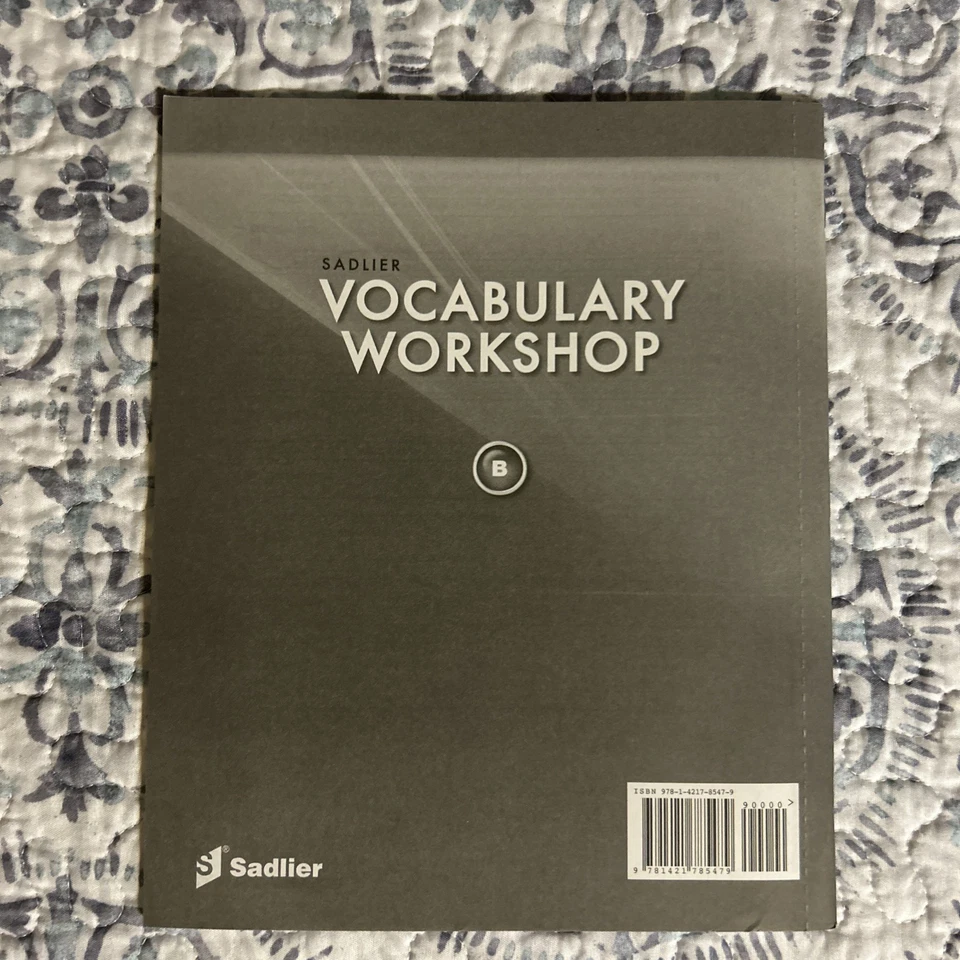 SADLIER
VOCABULARY
WORKSHOP
B
ISBN 978-1-4217-8547-9
90000>
9 781421 785479
S® Sadlier